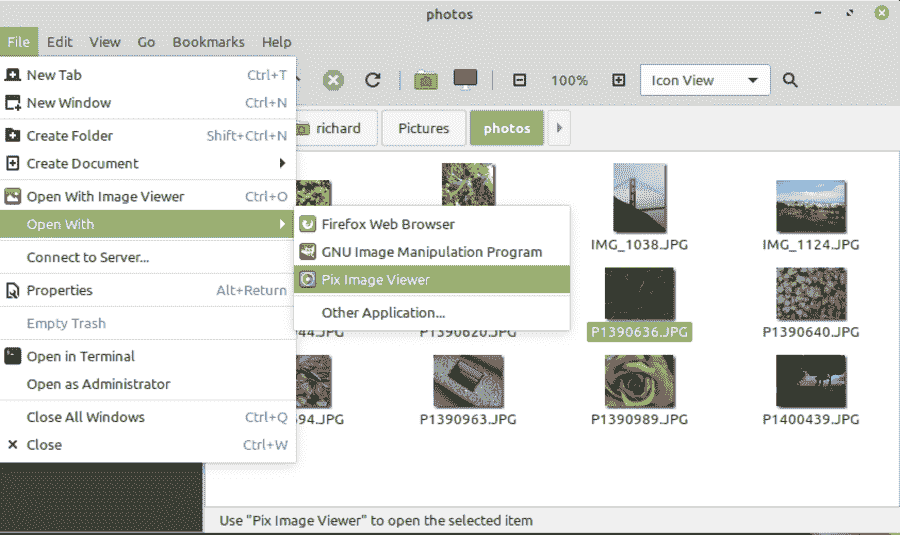 photos
File Edit View Go Bookmarks Help
New Tab Ctrl+T
New Window Ctrl+N
Create Folder Shift+Ctrl+N
Create Document
Open With Image Viewer Ctrl+O
Open With
Connect to Server...
Properties Alt+Return
Empty Trash
Open in Terminal
Open as Administrator
Close All Windows Ctrl+Q
Close Ctrl+W
100% Icon View
richard Pictures photos
Firefox Web Browser
GNU Image Manipulation Program
Pix Image Viewer
Other Application...
IMG_1038.JPG IMG_1124.JPG
44.JPG P1390620.JPG P1390636.JPG P1390640.JPG
594.JPG P1390963.JPG P1390989.JPG P1400439.JPG
Use "Pix Image Viewer" to open the selected item